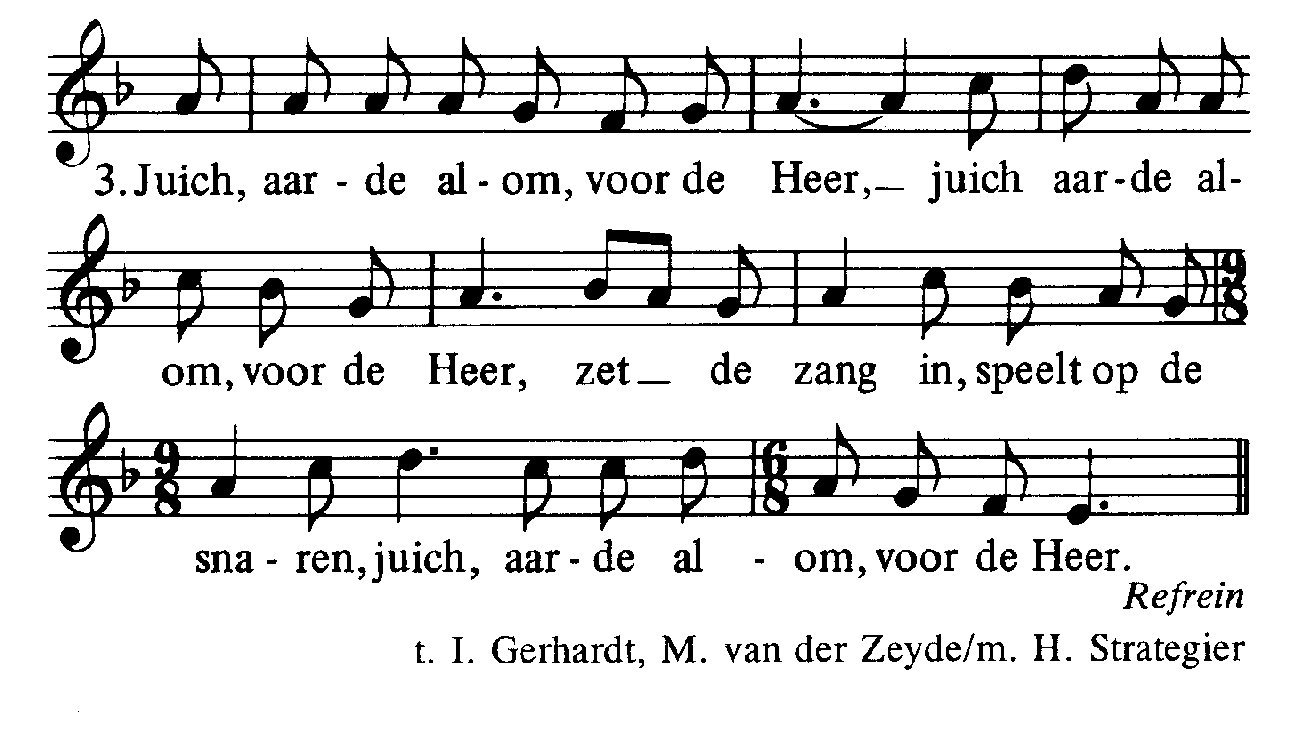 3. Juich, aar - de al - om, voor de Heer,_ juich aar - de al-
om, voor de Heer, zet _ de zang in, speelt op de
sna - ren, juich, aar - de al - om, voor de Heer.
Refrein
t. I. Gerhardt, M. van der Zeyde/m. H. Strategier